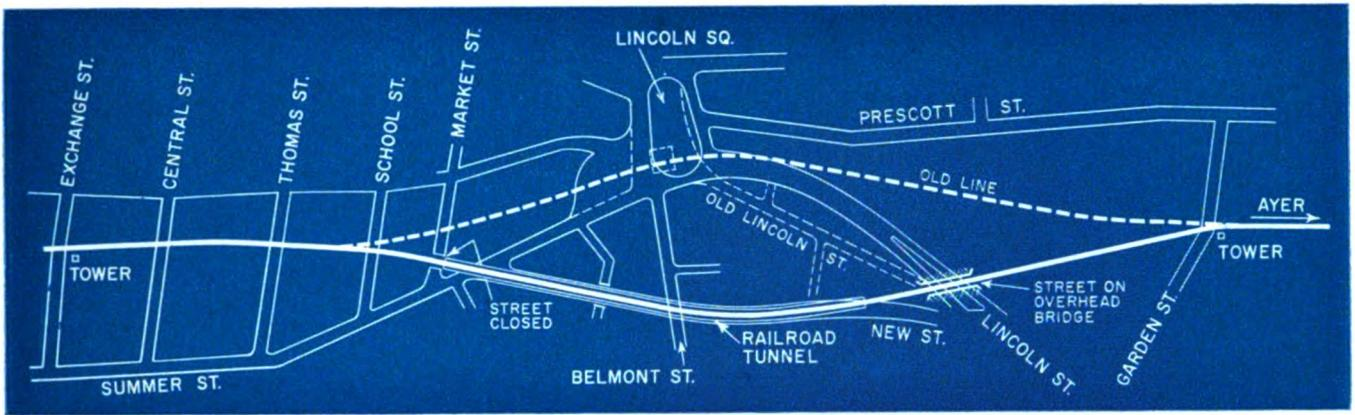 LINCOLN SQ.
EXCHANGE ST.
CENTRAL ST.
THOMAS ST.
SCHOOL ST.
MARKET ST.
PRESCOTT ST.
OLD LINE
AYER
OLD LINCOLN ST.
TOWER
TOWER
STREET
CLOSED
STREET ON
OVERHEAD
BRIDGE
NEW ST.
RAILROAD
TUNNEL
LINCOLN ST.
GARDEN ST.
BELMONT ST.
SUMMER ST.